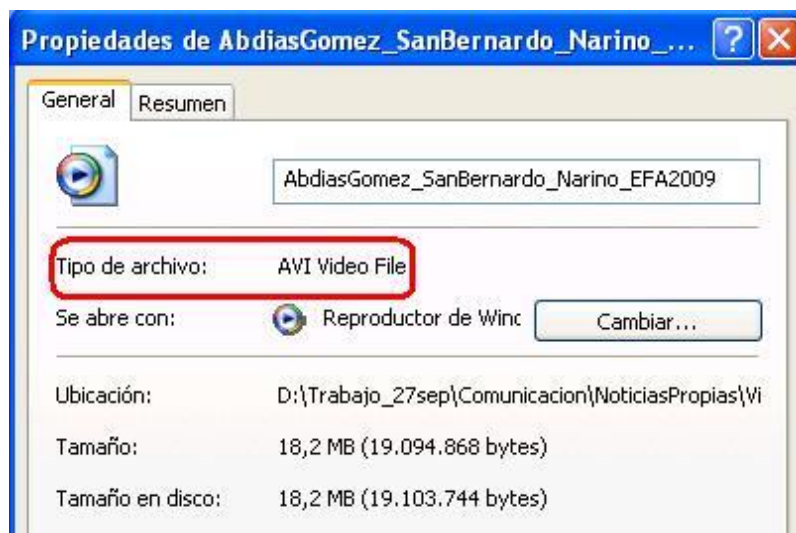 Propiedades de AbdiasGomez_SanBernardo_Narino_...
General Resumen
AbdiasGomez_SanBernardo_Narino_EFA2009
Tipo de archivo: AVI Video File
Se abre con: Reproductor de Winc Cambiar...
Ubicación: D:\Trabajo_27sep\Comunicacion\NoticiasPropias\Vi
Tamaño: 18,2 MB (19.094.868 bytes)
Tamaño en disco: 18,2 MB (19.103.744 bytes)